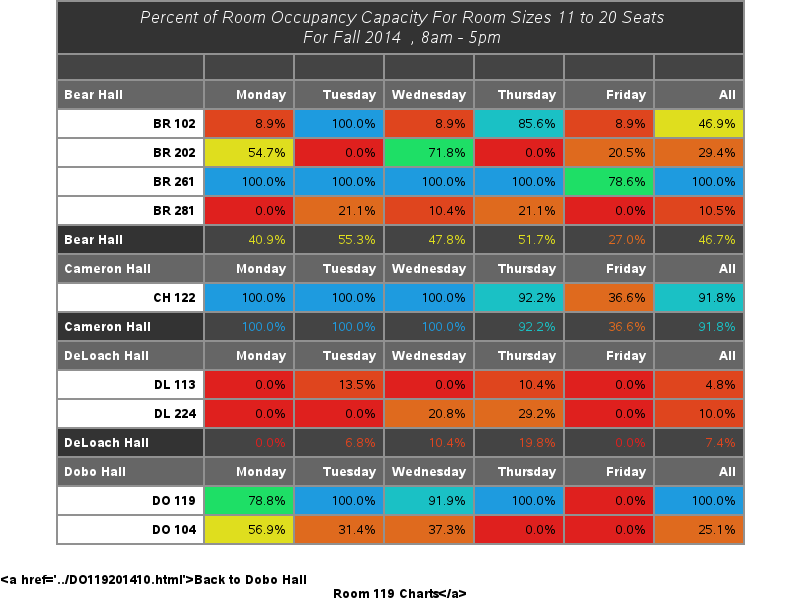 Percent of Room Occupancy Capacity For Room Sizes 11 to 20 Seats
For Fall 2014 , 8am - 5pm
Bear Hall Monday Tuesday Wednesday Thursday Friday All
BR 102 8.9% 100.0% 8.9% 85.6% 8.9% 46.9%
BR 202 54.7% 0.0% 71.8% 0.0% 20.5% 29.4%
BR 261 100.0% 100.0% 100.0% 100.0% 78.6% 100.0%
BR 281 0.0% 21.1% 10.4% 21.1% 0.0% 10.5%
Bear Hall 40.9% 55.3% 47.8% 51.7% 27.0% 46.7%
Cameron Hall Monday Tuesday Wednesday Thursday Friday All
CH 122 100.0% 100.0% 100.0% 92.2% 36.6% 91.8%
Cameron Hall 100.0% 100.0% 100.0% 92.2% 36.6% 91.8%
DeLoach Hall Monday Tuesday Wednesday Thursday Friday All
DL 113 0.0% 13.5% 0.0% 10.4% 0.0% 4.8%
DL 224 0.0% 0.0% 20.8% 29.2% 0.0% 10.0%
DeLoach Hall 0.0% 6.8% 10.4% 19.8% 0.0% 7.4%
Dobo Hall Monday Tuesday Wednesday Thursday Friday All
DO 119 78.8% 100.0% 91.9% 100.0% 0.0% 100.0%
DO 104 56.9% 31.4% 37.3% 0.0% 0.0% 25.1%
<a href='../DO119201410.html'>Back to Dobo Hall
Room 119 Charts</a>